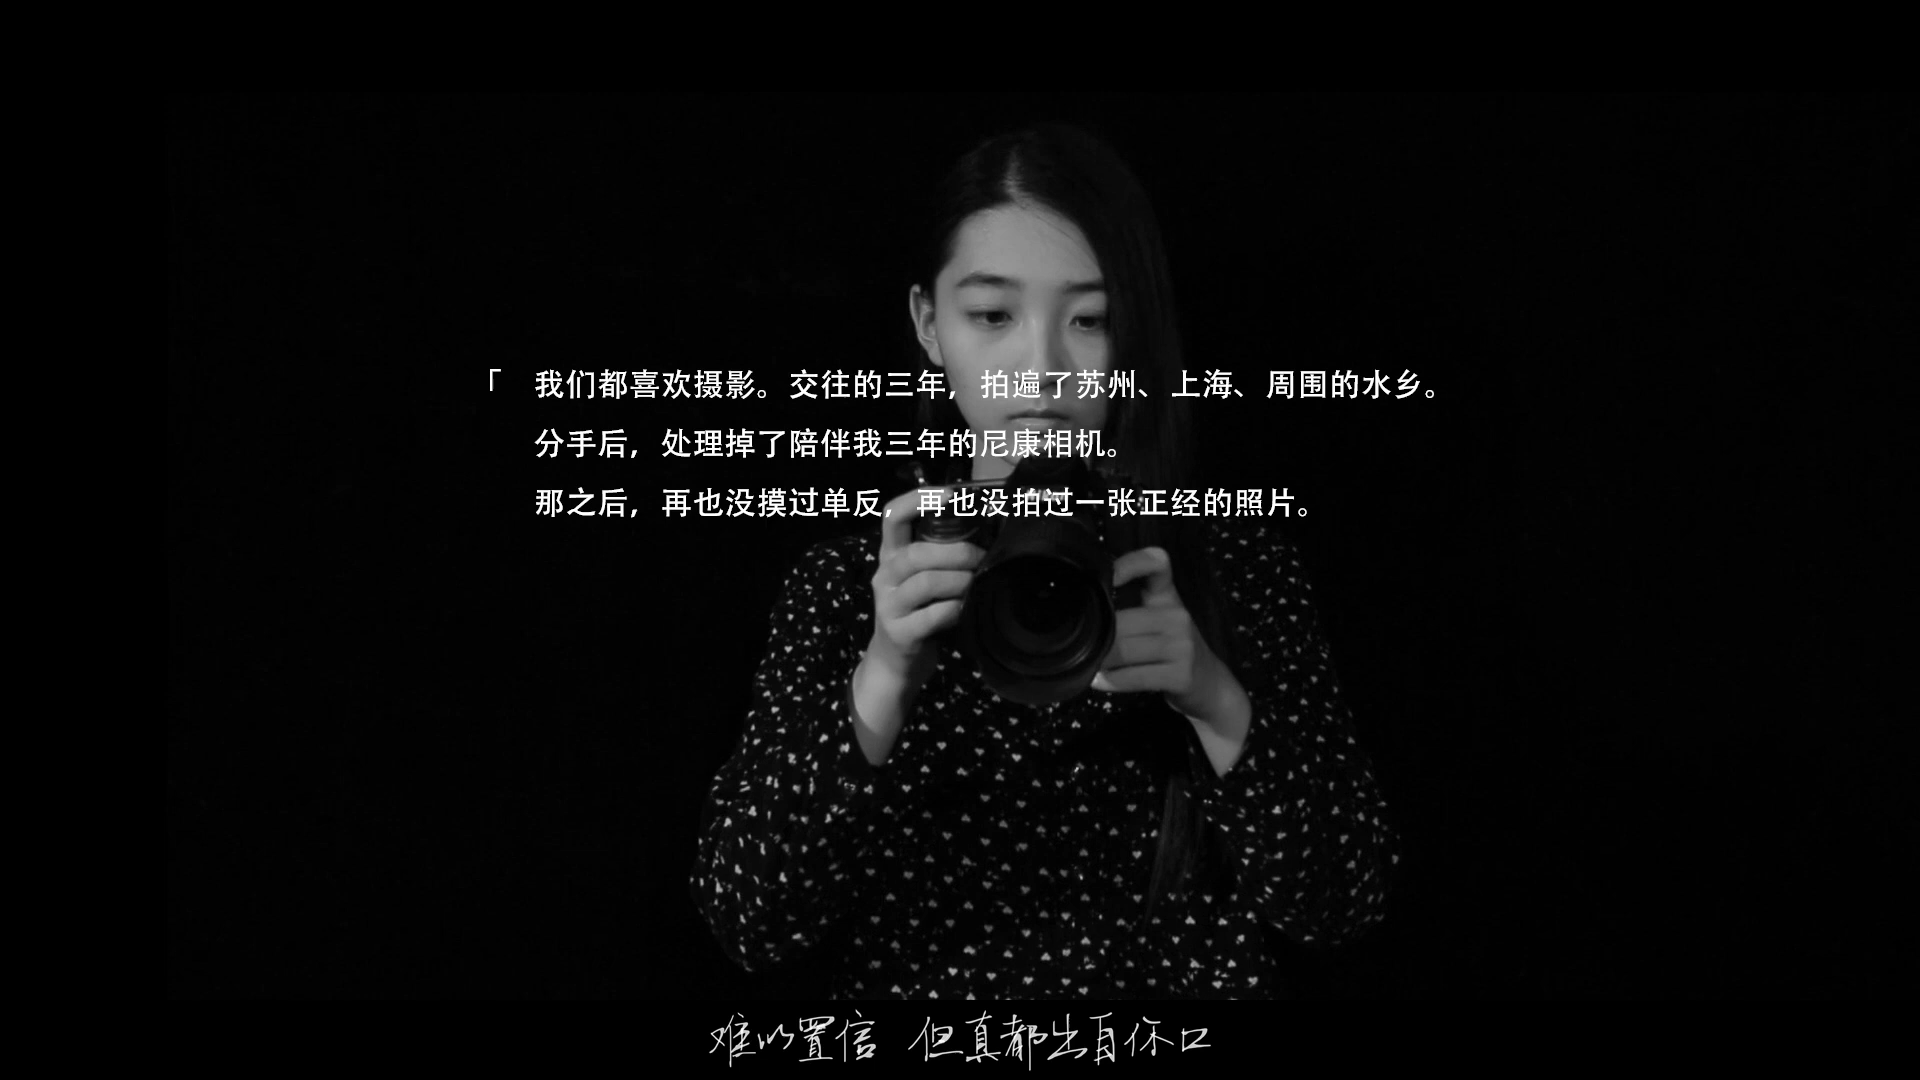 「 我们都喜欢摄影。交往的三年，拍遍了苏州、上海、周围的水乡。
分手后，处理掉了陪伴我三年的尼康相机。
那之后，再也没摸过单反，再也没拍过一张正经的照片。
难以置信 但真都出自你口